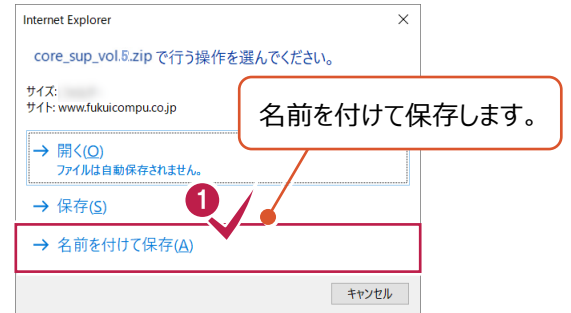 Internet Explorer
core_sup_vol.5.zip で行う操作を選んでください。
サイズ:
サイト: www.fukuicompu.co.jp
名前を付けて保存します。
→ 開く(O)
ファイルは自動保存されません。
→ 保存(S)
1
→ 名前を付けて保存(A)
キャンセル